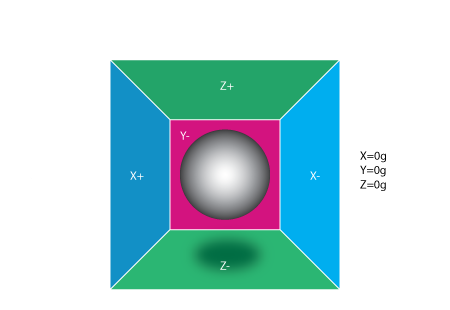 Z+
Y-
X+
X-
X=0g
Y=0g
Z=0g
Z-